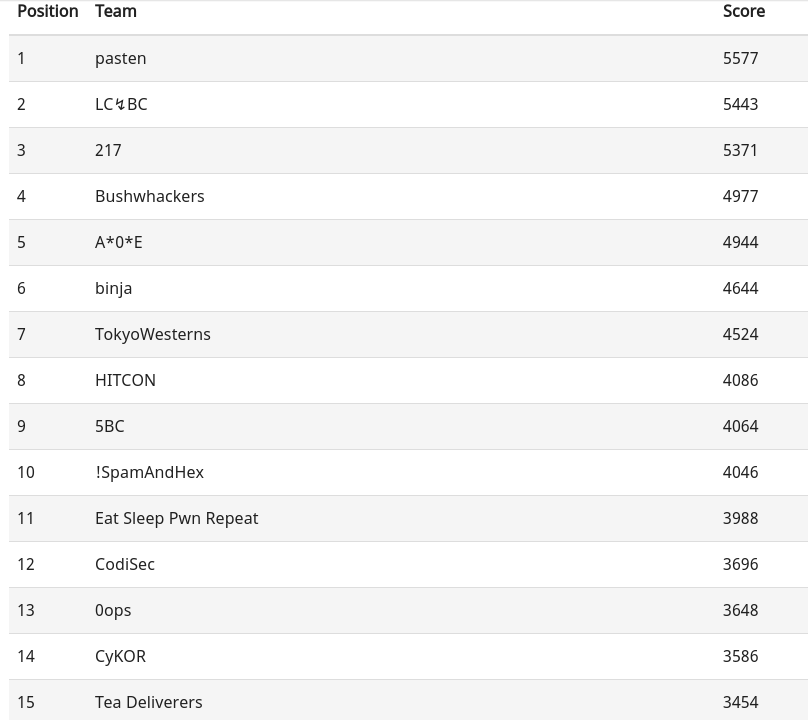 Position Team Score
1 pasten 5577
2 LC↯BC 5443
3 217 5371
4 Bushwhackers 4977
5 A*0*E 4944
6 binja 4644
7 TokyoWesterns 4524
8 HITCON 4086
9 5BC 4064
10 !SpamAndHex 4046
11 Eat Sleep Pwn Repeat 3988
12 CodiSec 3696
13 0ops 3648
14 CyKOR 3586
15 Tea Deliverers 3454